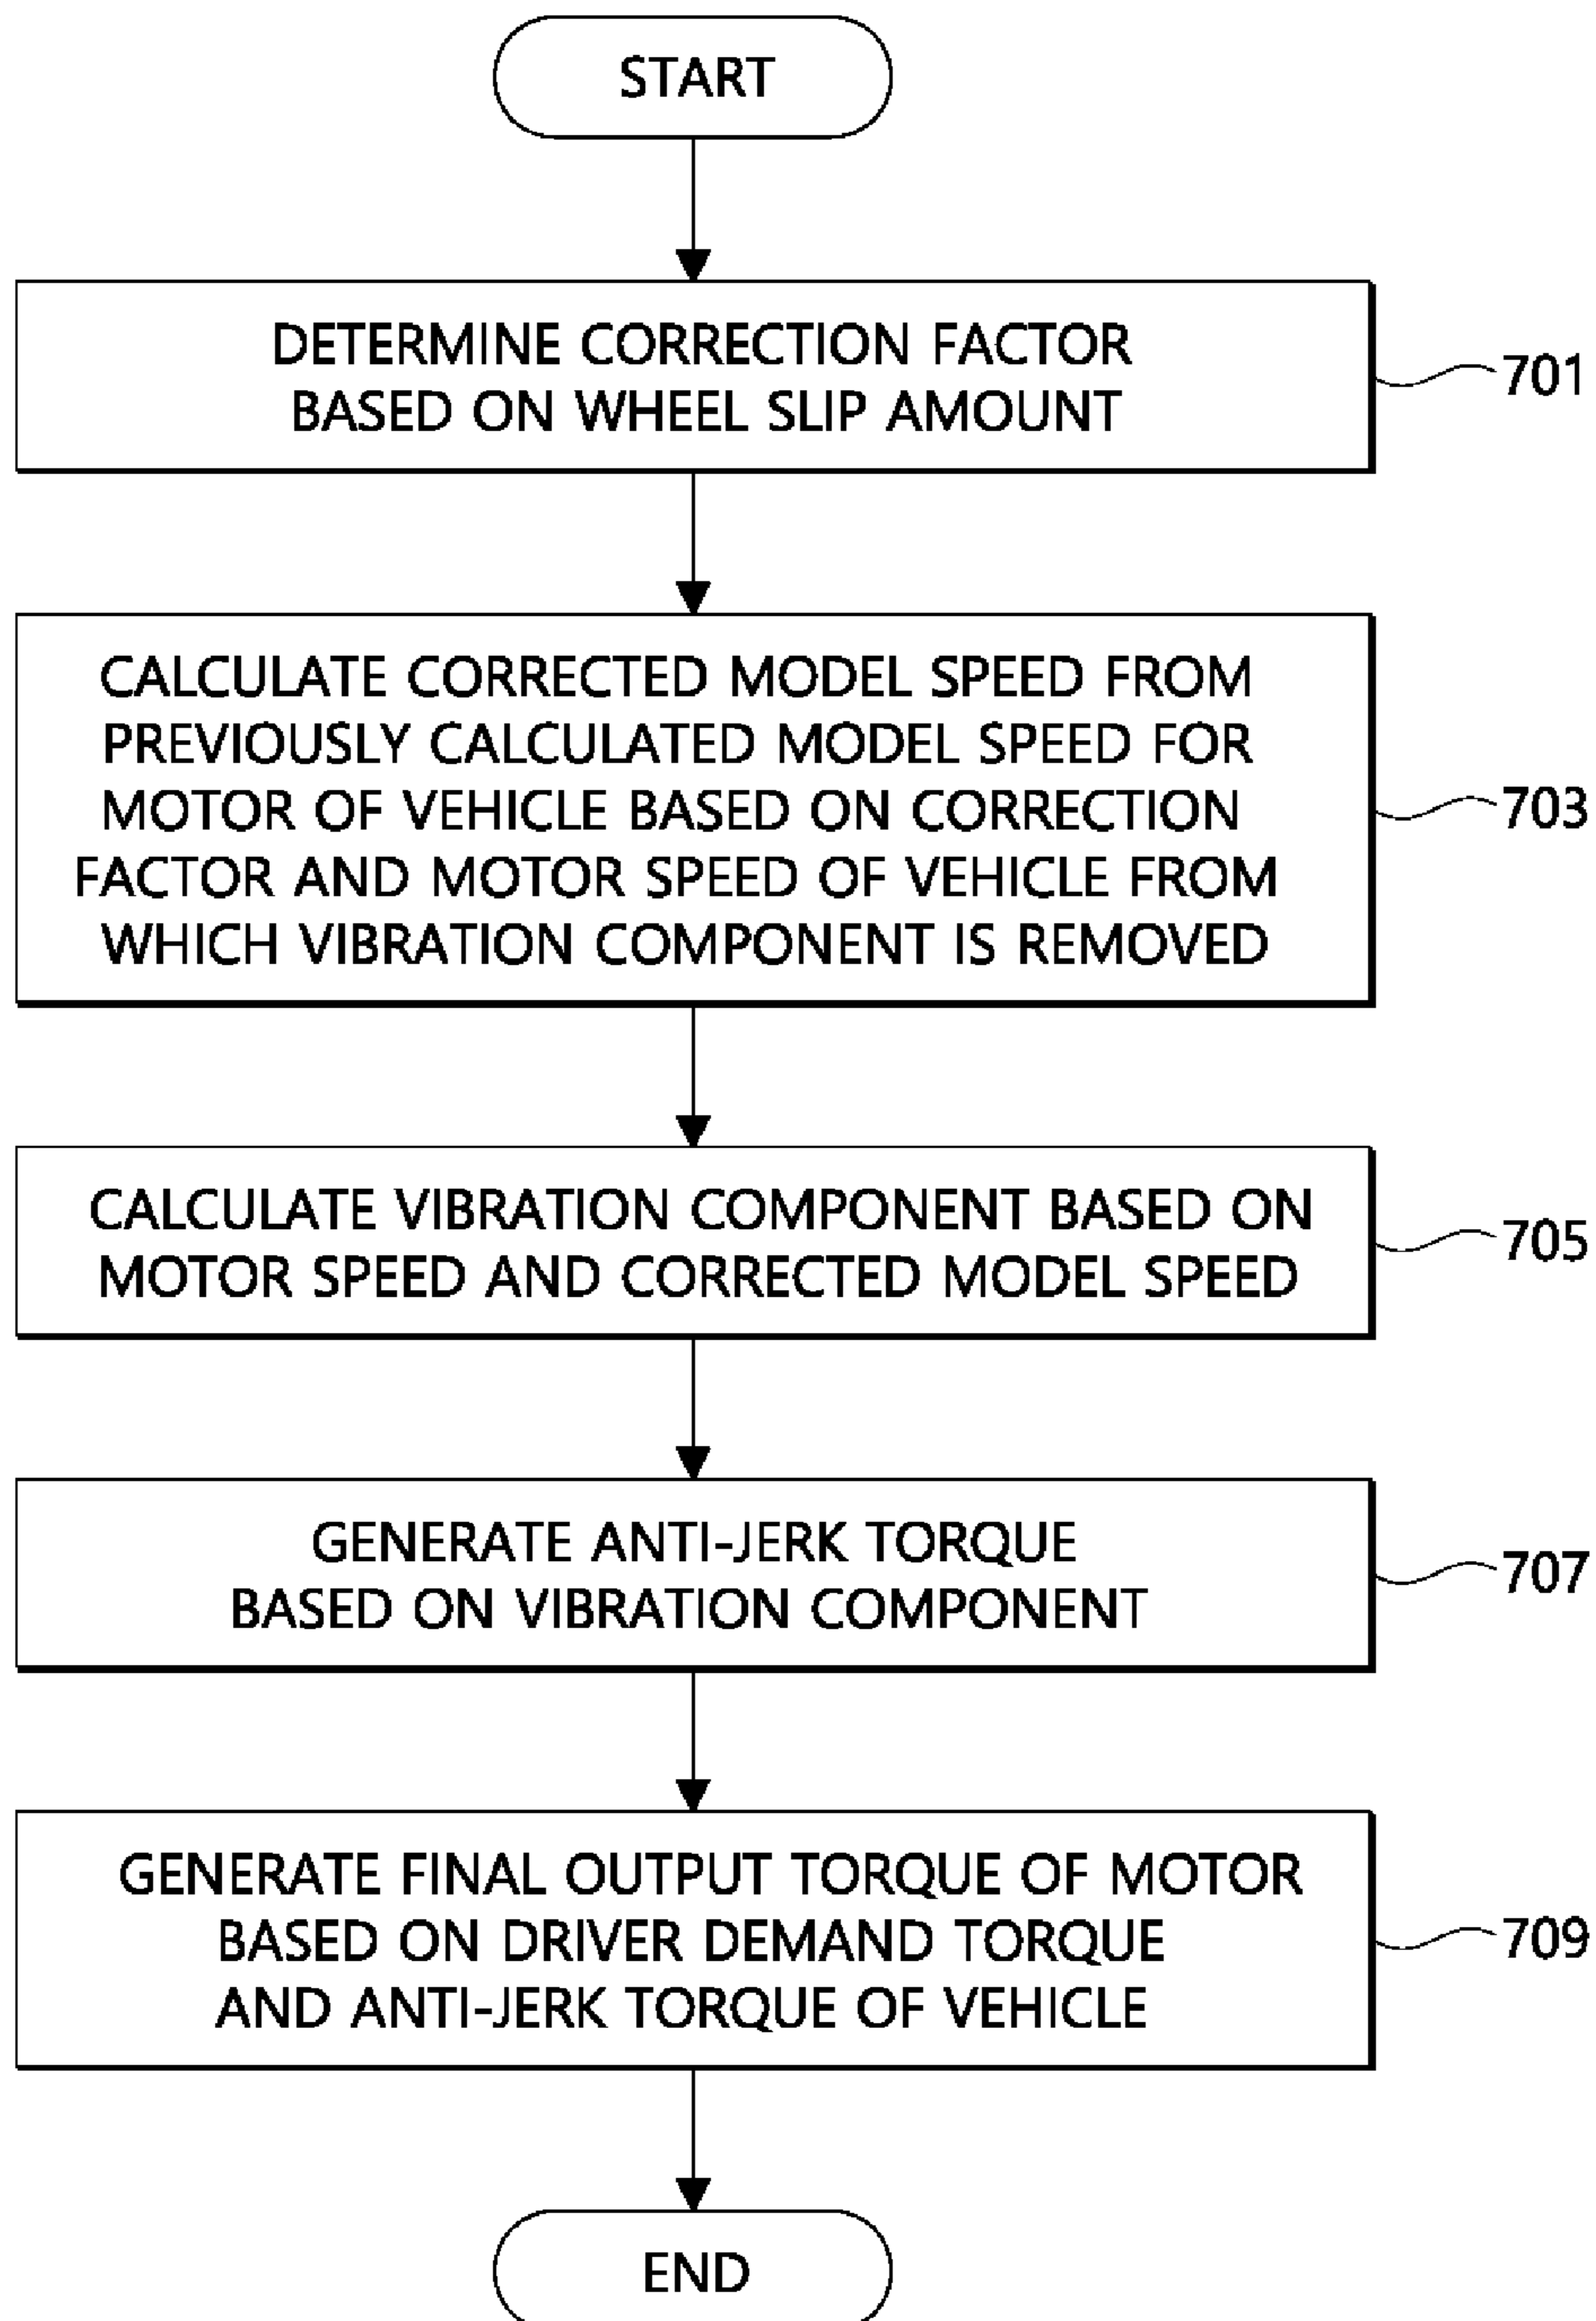 START
DETERMINE CORRECTION FACTOR
BASED ON WHEEL SLIP AMOUNT
701
CALCULATE CORRECTED MODEL SPEED FROM
PREVIOUSLY CALCULATED MODEL SPEED FOR
MOTOR OF VEHICLE BASED ON CORRECTION
FACTOR AND MOTOR SPEED OF VEHICLE FROM
WHICH VIBRATION COMPONENT IS REMOVED
703
CALCULATE VIBRATION COMPONENT BASED ON
MOTOR SPEED AND CORRECTED MODEL SPEED
705
GENERATE ANTI-JERK TORQUE
BASED ON VIBRATION COMPONENT
707
GENERATE FINAL OUTPUT TORQUE OF MOTOR
BASED ON DRIVER DEMAND TORQUE
AND ANTI-JERK TORQUE OF VEHICLE
709
END